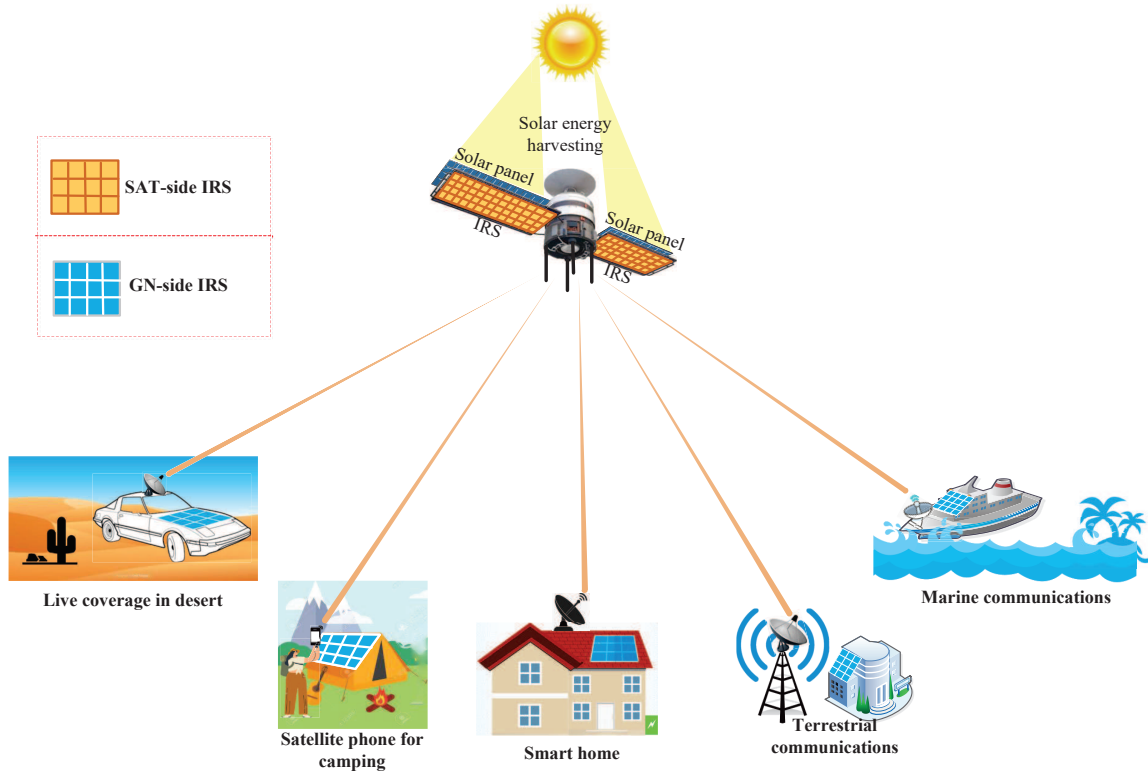 Solar energy
harvesting
Solar panel
IRS
Solar panel
IRS
SAT-side IRS
GN-side IRS
Live coverage in desert
Satellite phone for
camping
Smart home
Terrestrial
communications
Marine communications